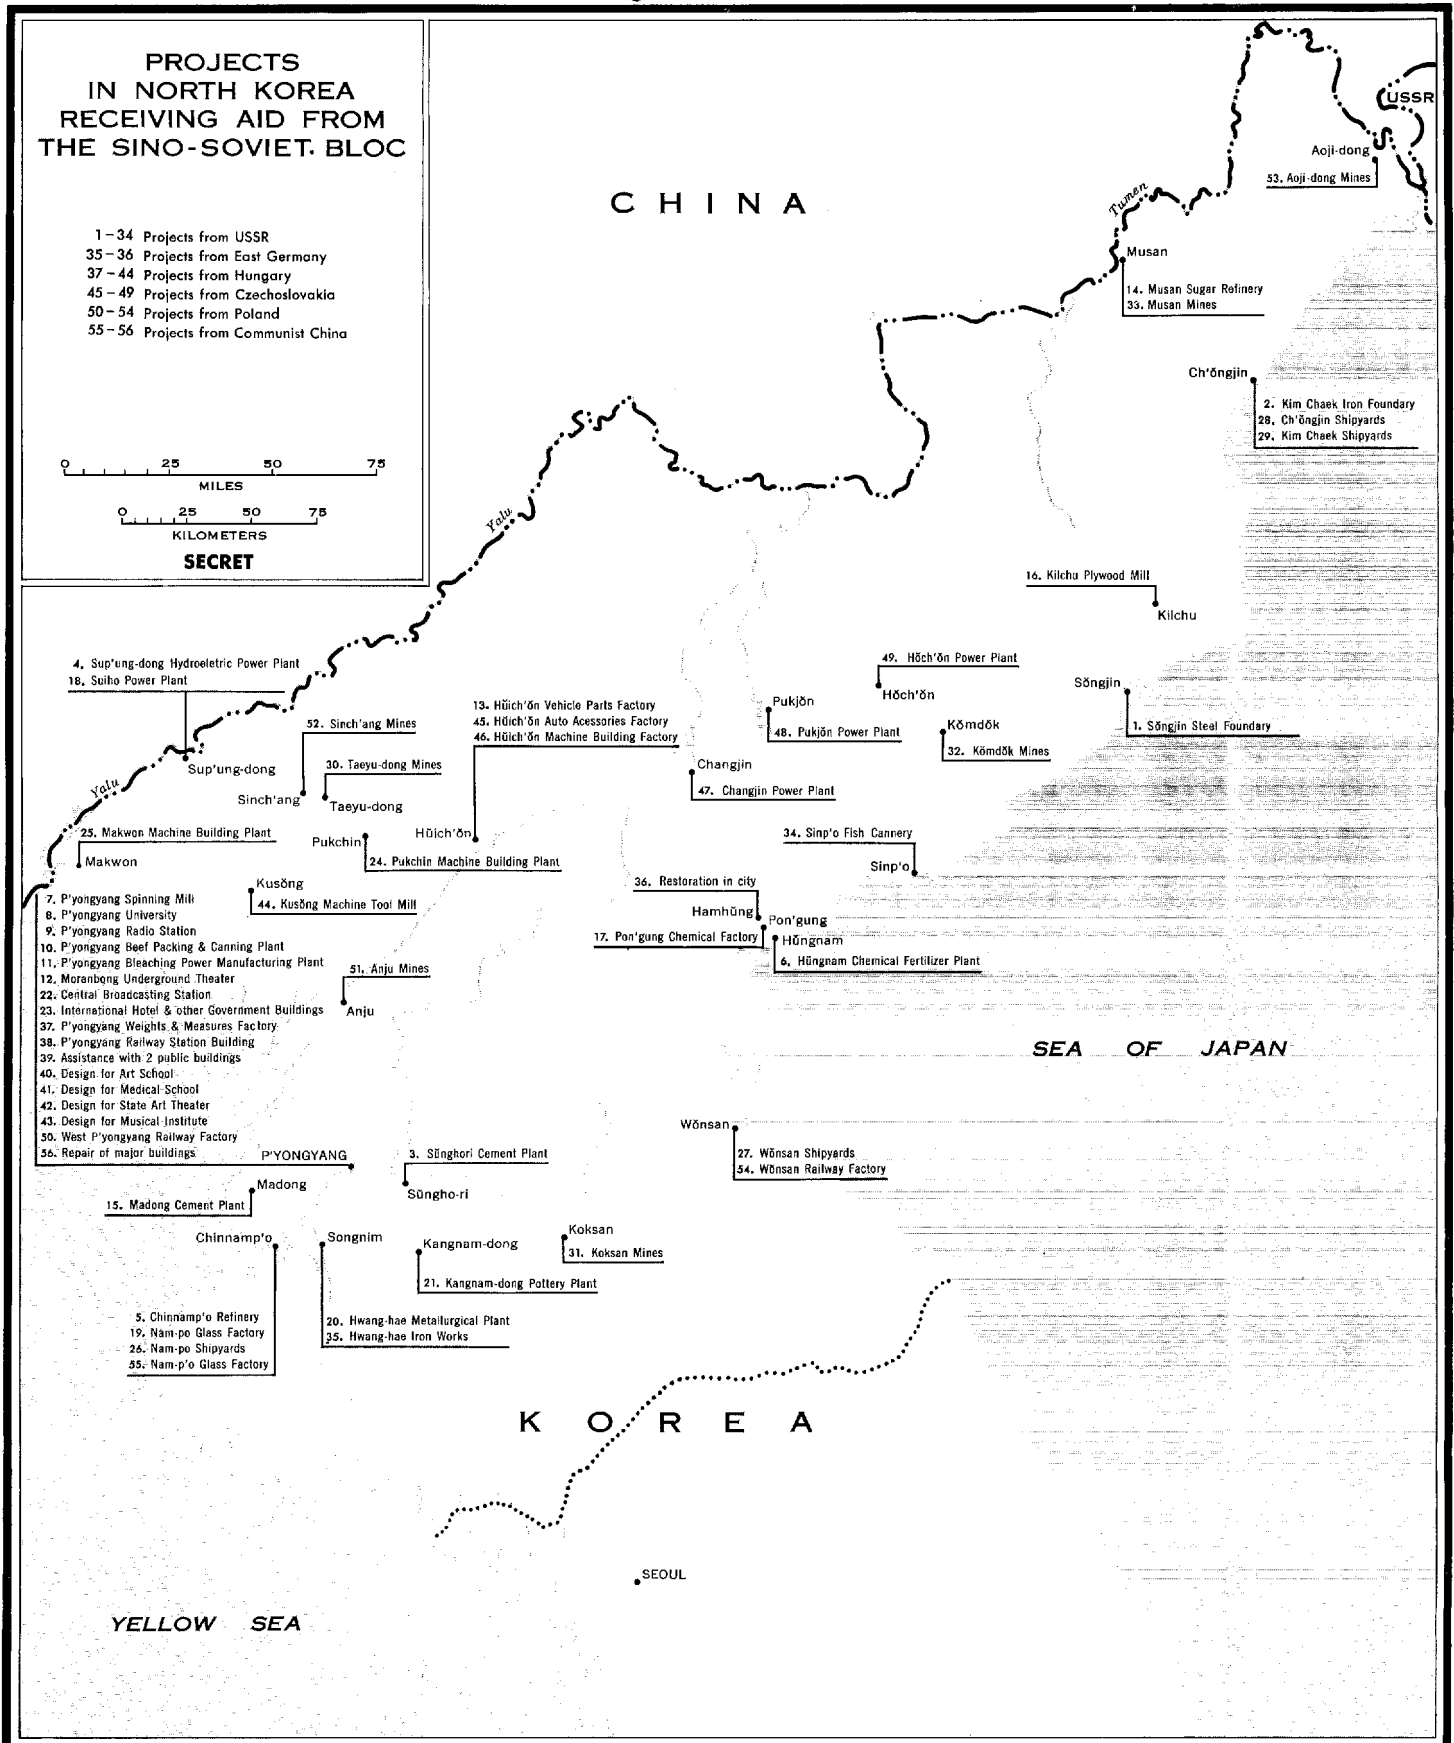 PROJECTS
IN NORTH KOREA
RECEIVING AID FROM
THE SINO-SOVIET. BLOC
1-34 Projects from USSR
35-36 Projects from East Germany
37-44 Projects from Hungary
45-49 Projects from Czechoslovakia
50-54 Projects from Poland
55-56 Projects from Communist China
0 25 50 75
MILES
0 25 50 75
KILOMETERS
SECRET
CHINA
USSR
Aoji-dong
53. Aoji-dong Mines
Tumen
Musan
14. Musan Sugar Refinery
33. Musan Mines
Ch'ŏngjin
2. Kim Chaek Iron Foundary
28. Ch'ŏngjin Shipyards
29. Kim Chaek Shipyards
Yalu
16. Kilchu Plywood Mill
Kilchu
4. Sup'ung-dong Hydroeletric Power Plant
18. Suiho Power Plant
Sup'ung-dong
Yalu
52. Sinch'ang Mines
Sinch'ang
30. Taeyu-dong Mines
Taeyu-dong
13. Hŭich'ŏn Vehicle Parts Factory
45. Hŭich'ŏn Auto Acessories Factory
46. Hŭich'ŏn Machine Building Factory
Hŭich'ŏn
49. Hŏch'ŏn Power Plant
Hŏch'ŏn
Pukjŏn
48. Pukjŏn Power Plant
Kŏmdŏk
32. Kŏmdŏk Mines
Sŏngjin
1. Sŏngjin Steel Foundary
Changjin
47. Changjin Power Plant
25. Makwon Machine Building Plant
Makwon
Pukchin
24. Pukchin Machine Building Plant
34. Sinp'o Fish Cannery
Sinp'o
Kusŏng
44. Kusŏng Machine Tool Mill
36. Restoration in city
Hamhŭng
Pon'gung
17. Pon'gung Chemical Factory
Hŭngnam
6. Hŭngnam Chemical Fertilizer Plant
7. P'yongyang Spinning Mill
8. P'yongyang University
9. P'yongyang Radio Station
10. P'yongyang Beef Packing & Canning Plant
11. P'yongyang Bleaching Power Manufacturing Plant
12. Moranbong Underground Theater
22. Central Broadcasting Station
23. International Hotel & other Government Buildings
37. P'yongyang Weights & Measures Factory
38. P'yongyang Railway Station Building
39. Assistance with 2 public buildings
40. Design for Art School
41. Design for Medical School
42. Design for State Art Theater
43. Design for Musical Institute
50. West P'yongyang Railway Factory
56. Repair of major buildings
P'YONGYANG
51. Anju Mines
Anju
SEA OF JAPAN
Wŏnsan
27. Wŏnsan Shipyards
54. Wŏnsan Railway Factory
3. Sŭnghori Cement Plant
Sŭngho-ri
Madong
15. Madong Cement Plant
Chinnamp'o
5. Chinnamp'o Refinery
19. Nam-po Glass Factory
26. Nam-po Shipyards
55. Nam-p'o Glass Factory
Songnim
20. Hwang-hae Metallurgical Plant
35. Hwang-hae Iron Works
Kangnam-dong
21. Kangnam-dong Pottery Plant
Koksan
31. Koksan Mines
KOREA
SEOUL
YELLOW SEA